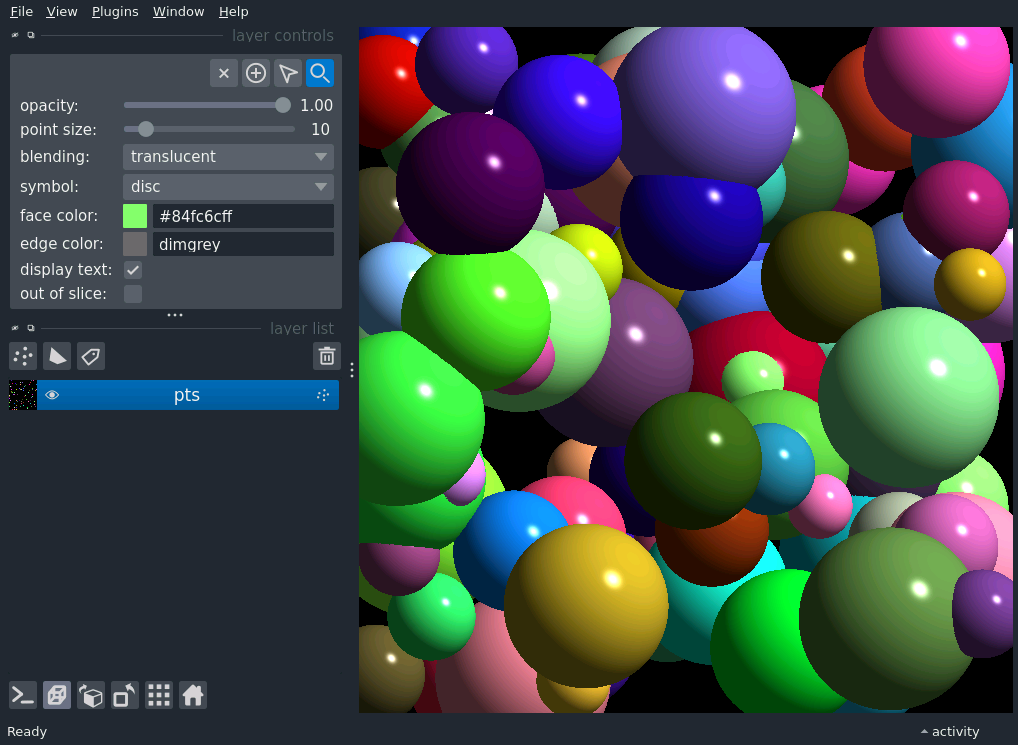 File View Plugins Window Help
layer controls
opacity: 1.00
point size: 10
blending: translucent
symbol: disc
face color: #84fc6cff
edge color: dimgrey
display text:
out of slice:
layer list
pts
Ready activity